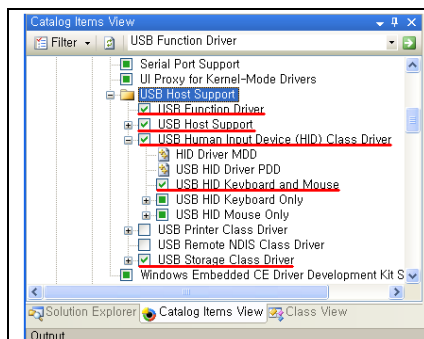 Catalog Items View
Filter USB Function Driver
Serial Port Support
UI Proxy for Kernel-Mode Drivers
USB Host Support
USB Function Driver
USB Host Support
USB Human Input Device (HID) Class Driver
HID Driver MDD
USB HID Driver PDD
USB HID Keyboard and Mouse
USB HID Keyboard Only
USB HID Mouse Only
USB Printer Class Driver
USB Remote NDIS Class Driver
USB Storage Class Driver
Windows Embedded CE Driver Development Kit S
Solution Explorer Catalog Items View Class View
Output